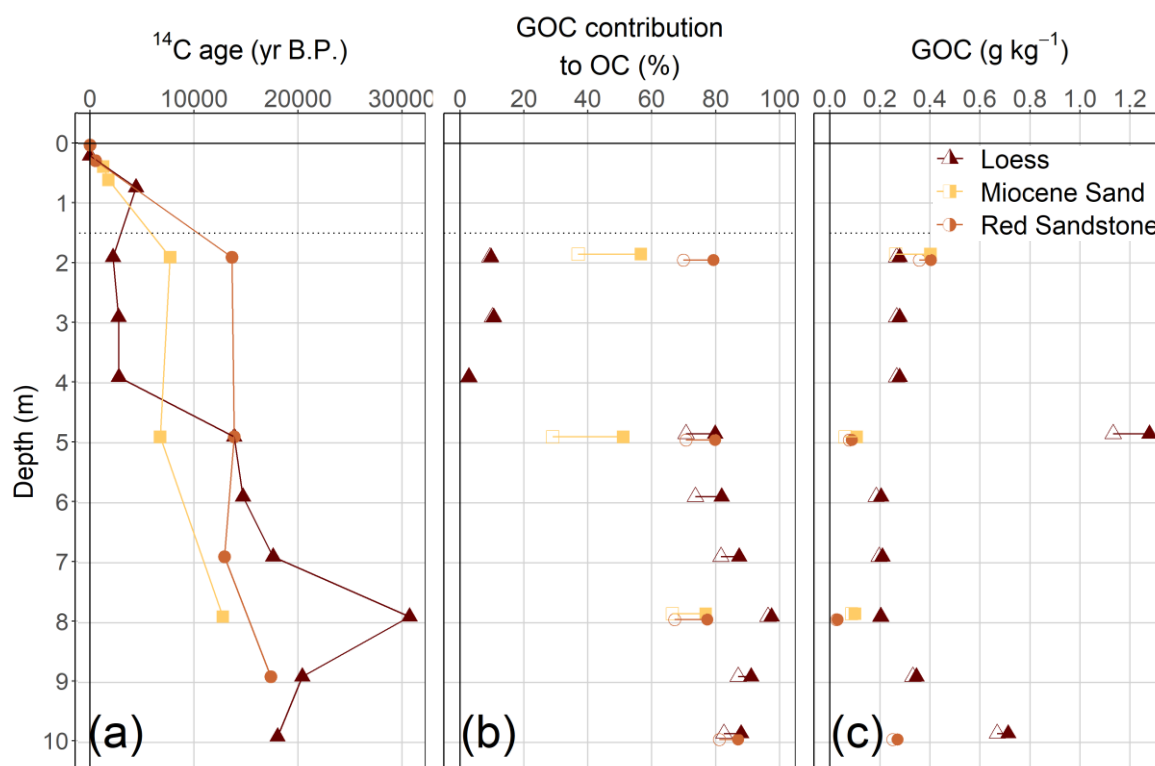 ¹⁴C age (yr B.P.)
GOC contribution
to OC (%)
GOC (g kg⁻¹)
0 10000 20000 30000
0 20 40 60 80 100
0.0 0.2 0.4 0.6 0.8 1.0 1.2
Depth (m)
0
1
2
3
4
5
6
7
8
9
10
Loess
Miocene Sand
Red Sandstone
(a)
(b)
(c)